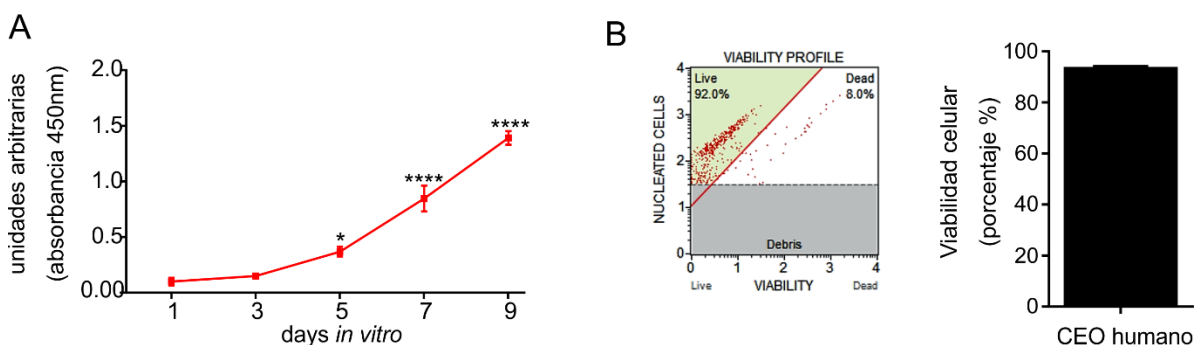 A
unidades arbitrarias
(absorbancia 450nm)
2.0
1.5
1.0
0.5
0.00
*
****
****
1 3 5 7 9
days in vitro
B
VIABILITY PROFILE
NUCLEATED CELLS
4
3
2
1
0
Live
92.0%
Dead
8.0%
Debris
0 1 2 3 4
Live VIABILITY Dead
Viabilidad celular
(porcentaje %)
100
80
60
40
20
0
CEO humano